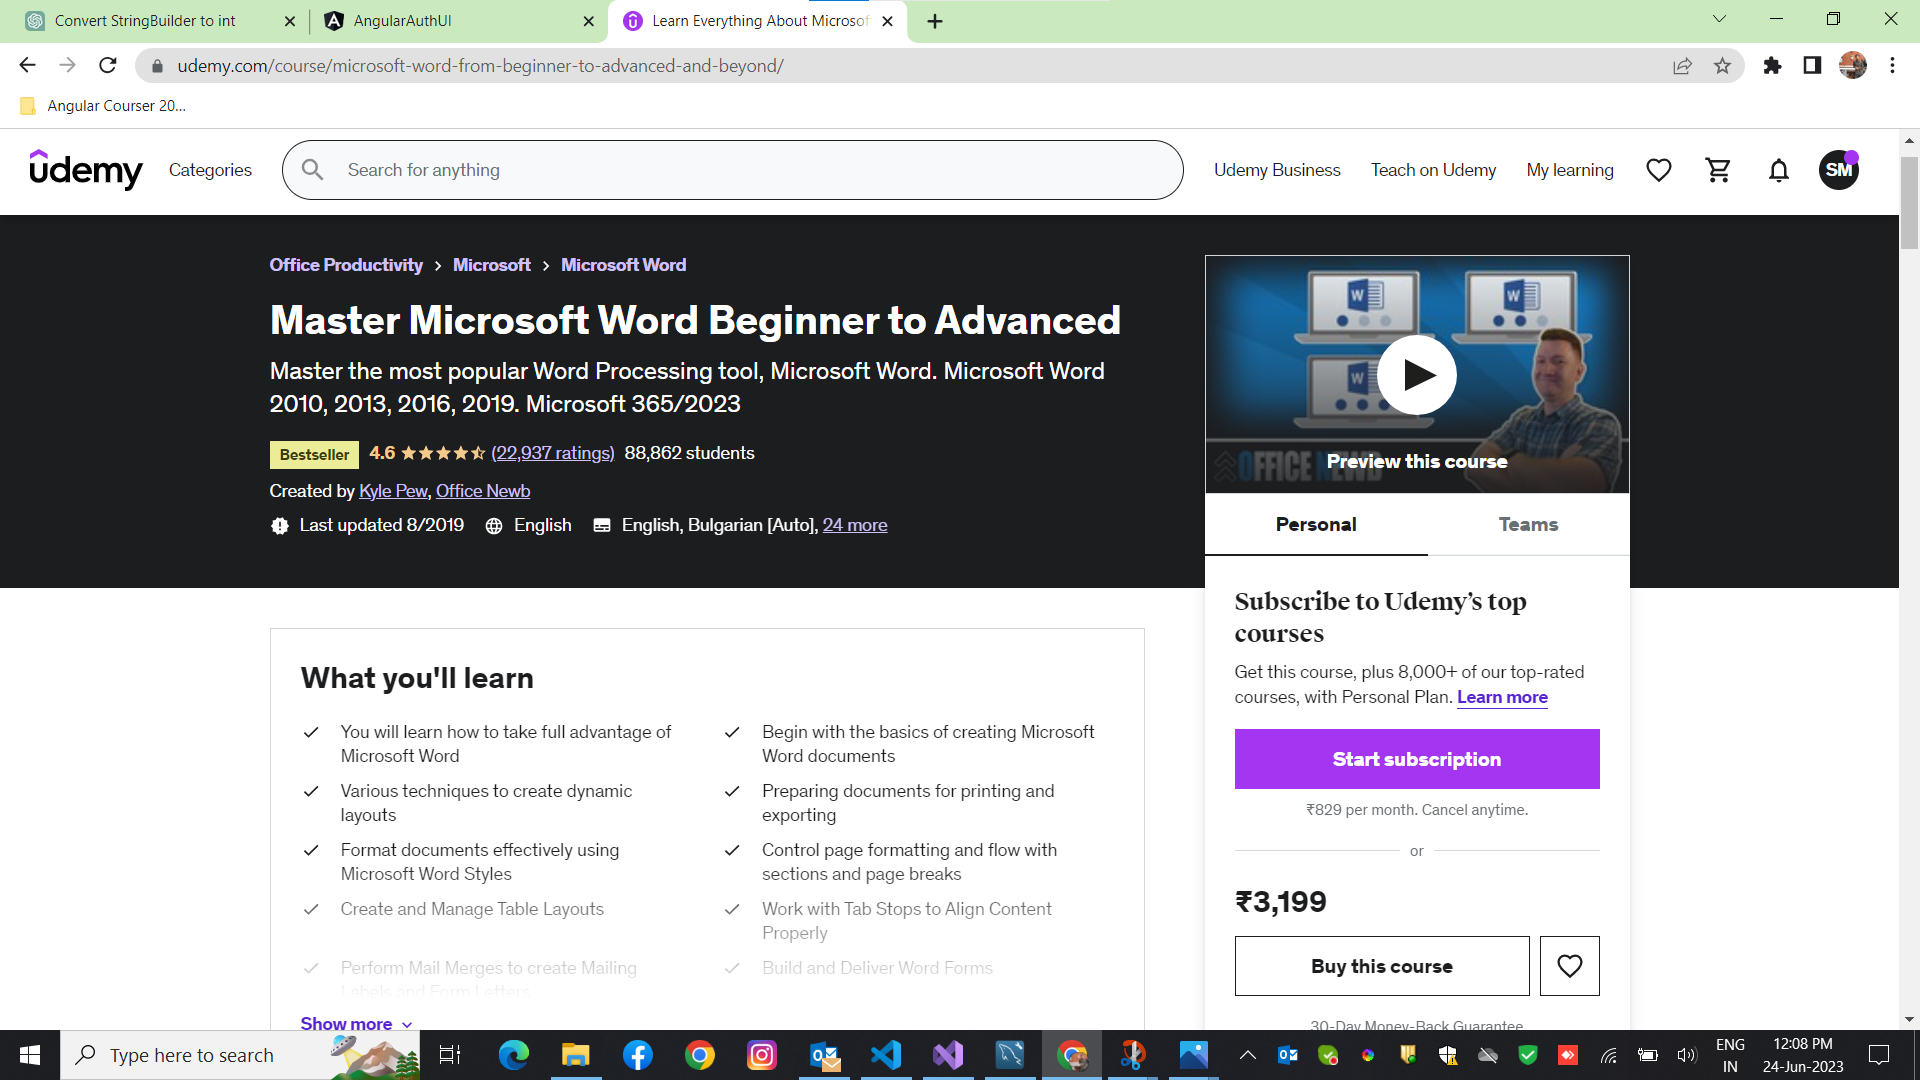 Convert StringBuilder to int
AngularAuthUI
Learn Everything About Microsof
udemy.com/course/microsoft-word-from-beginner-to-advanced-and-beyond/
Angular Courser 20...
udemy
Categories
Search for anything
Udemy Business
Teach on Udemy
My learning
SM
Office Productivity > Microsoft > Microsoft Word
Master Microsoft Word Beginner to Advanced
Master the most popular Word Processing tool, Microsoft Word. Microsoft Word
2010, 2013, 2016, 2019. Microsoft 365/2023
Bestseller 4.6 (22,937 ratings) 88,862 students
Created by Kyle Pew, Office Newb
Last updated 8/2019 English English, Bulgarian [Auto], 24 more
W
W
W
OFFICE NEWB
Preview this course
Personal
Teams
Subscribe to Udemy's top
courses
Get this course, plus 8,000+ of our top-rated
courses, with Personal Plan. Learn more
Start subscription
₹829 per month. Cancel anytime.
or
₹3,199
Buy this course
30-Day Money-Back Guarantee
What you'll learn
You will learn how to take full advantage of
Microsoft Word
Various techniques to create dynamic
layouts
Format documents effectively using
Microsoft Word Styles
Create and Manage Table Layouts
Perform Mail Merges to create Mailing
Labels and Form Letters
Begin with the basics of creating Microsoft
Word documents
Preparing documents for printing and
exporting
Control page formatting and flow with
sections and page breaks
Work with Tab Stops to Align Content
Properly
Build and Deliver Word Forms
Show more
Type here to search
ENG
IN
12:08 PM
24-Jun-2023